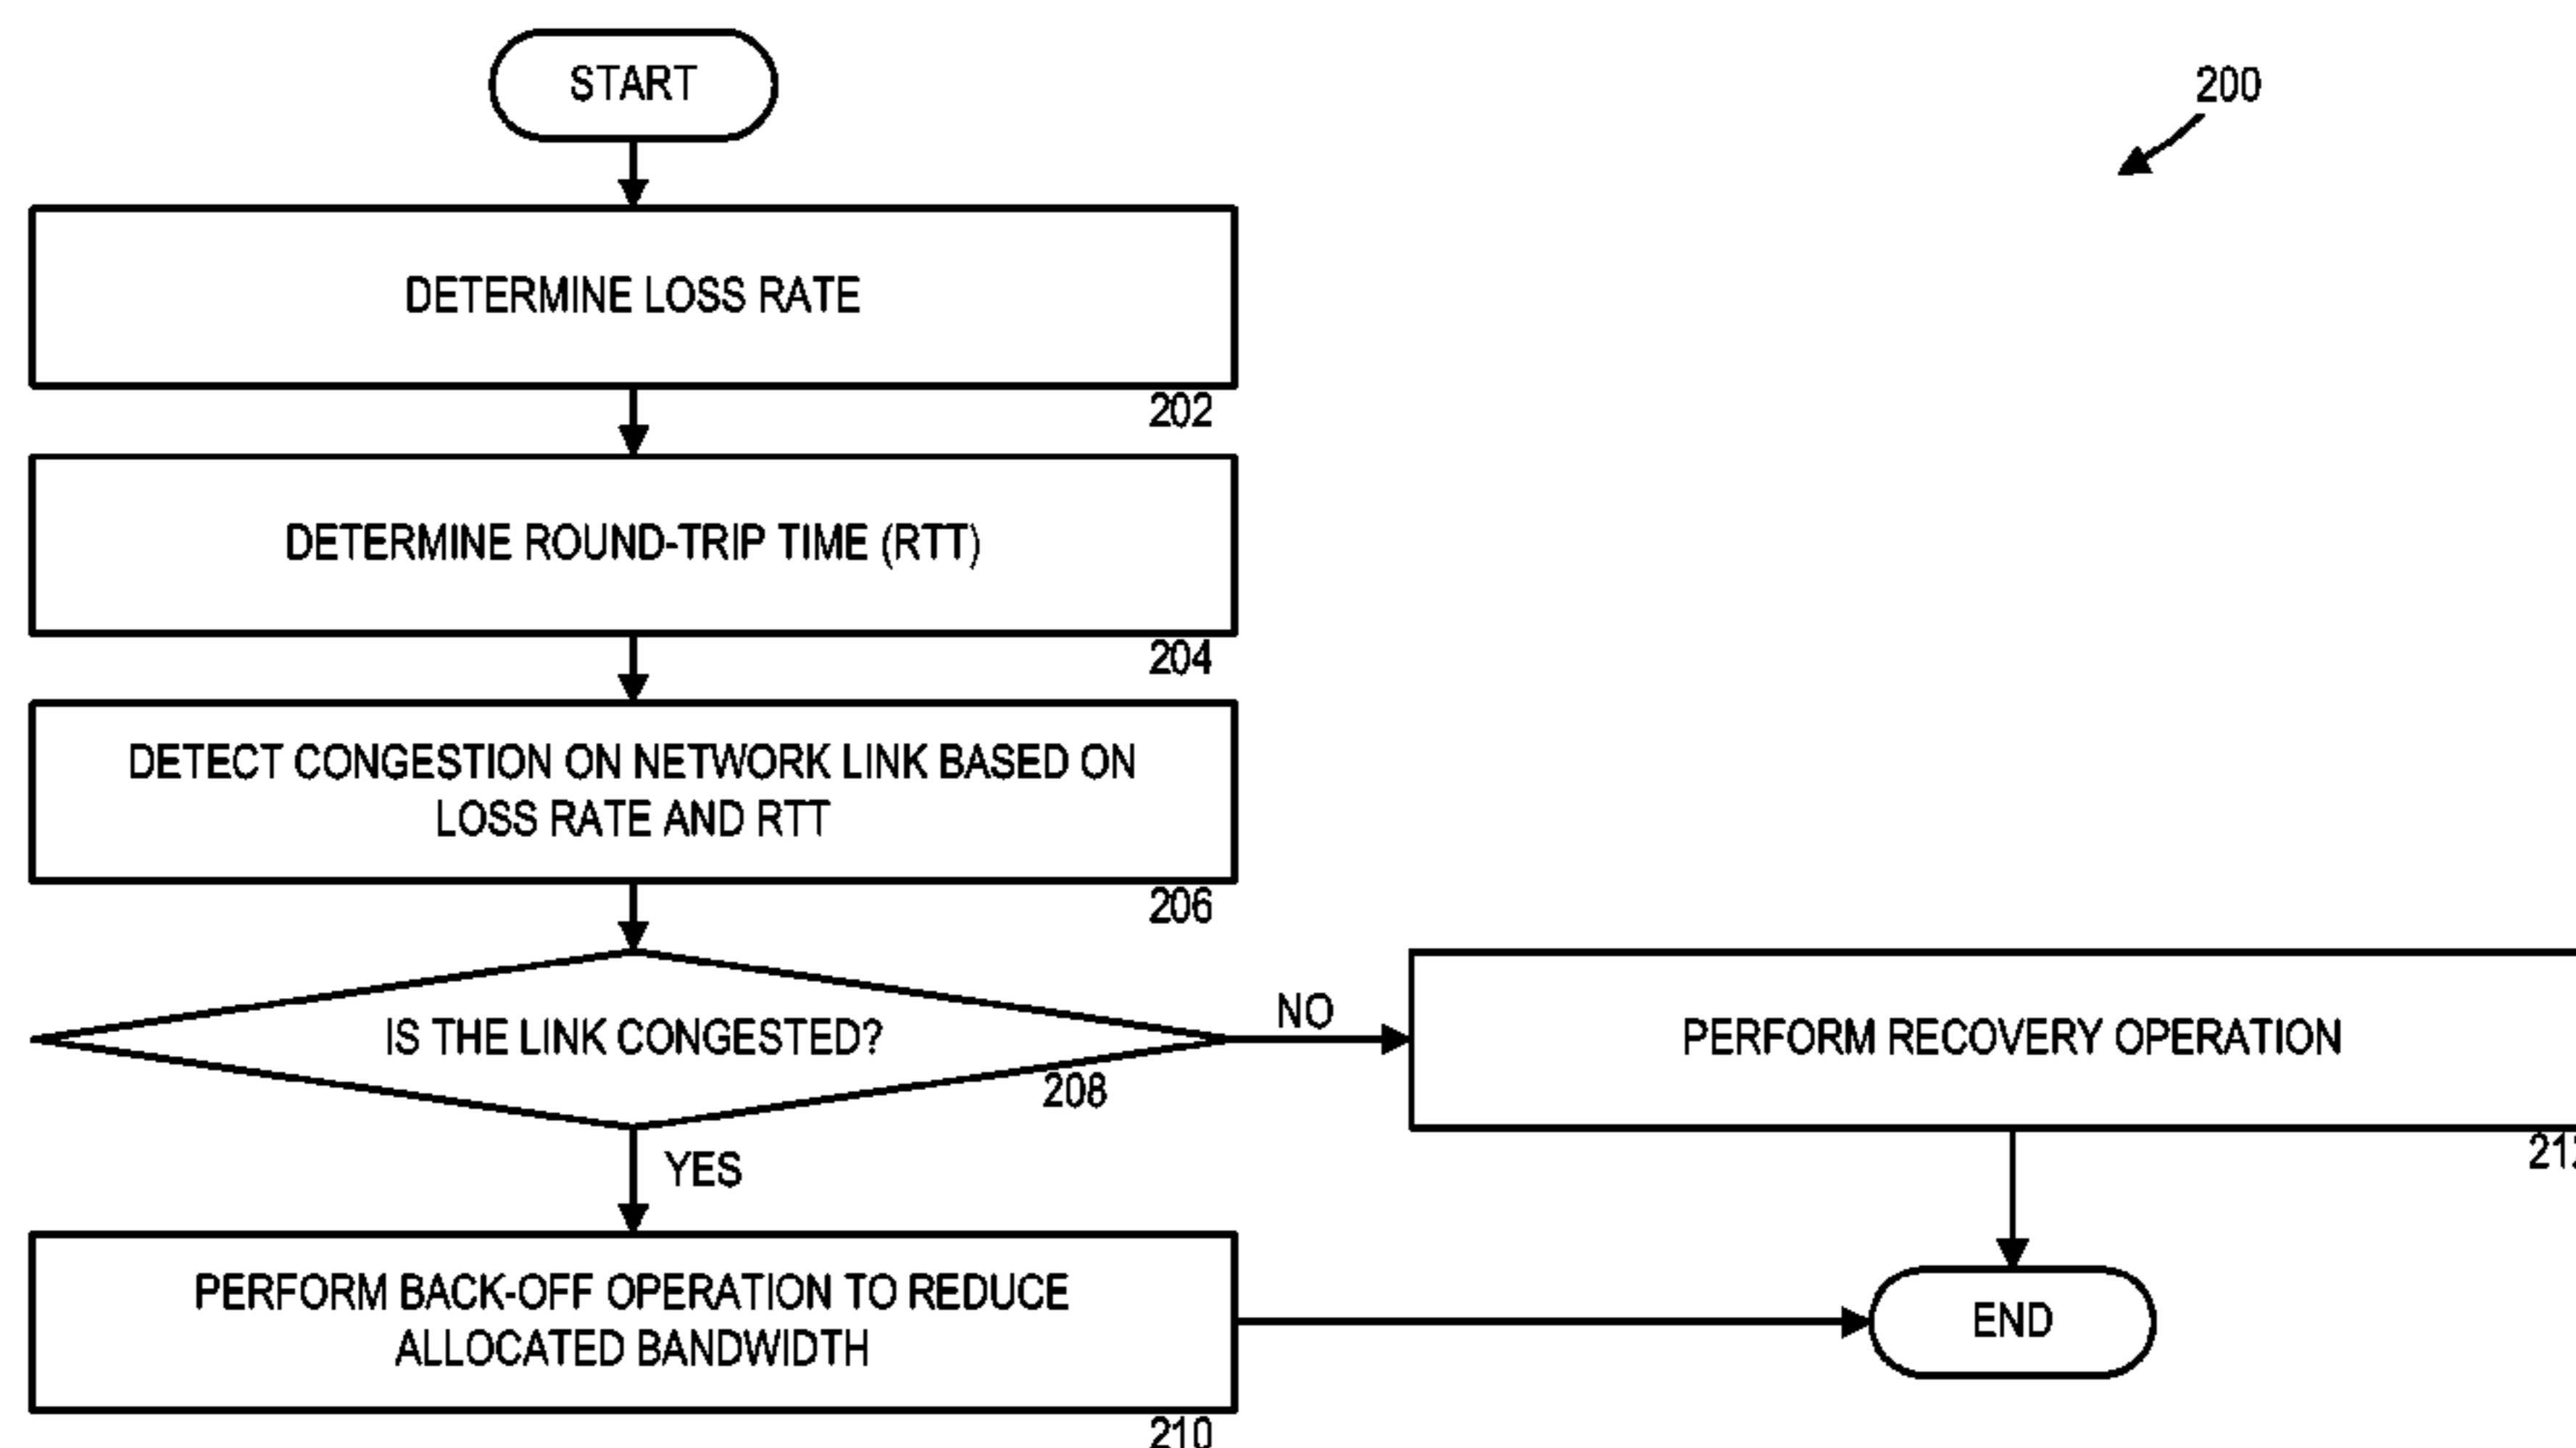 START
200
DETERMINE LOSS RATE
202
DETERMINE ROUND-TRIP TIME (RTT)
204
DETECT CONGESTION ON NETWORK LINK BASED ON
LOSS RATE AND RTT
206
IS THE LINK CONGESTED?
208
NO
PERFORM RECOVERY OPERATION
YES
PERFORM BACK-OFF OPERATION TO REDUCE
ALLOCATED BANDWIDTH
210
END